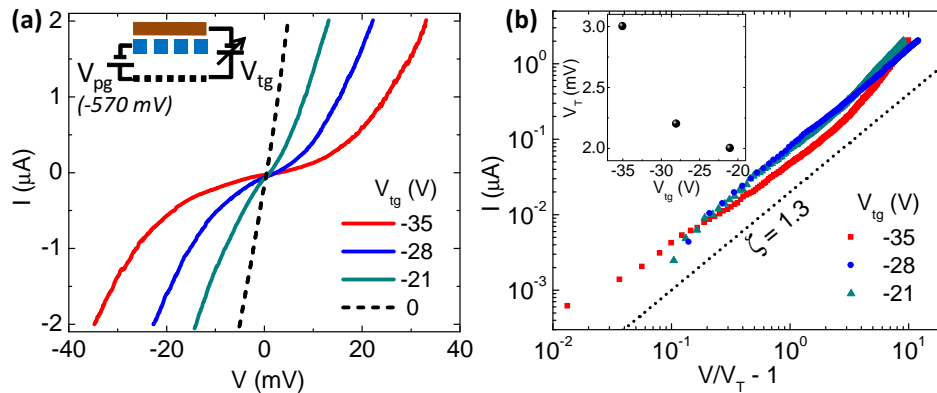 (a)
V_pg
(-570 mV)
V_tg
I (μA)
2
1
0
-1
-2
-40
-20
0
20
40
V (mV)
V_tg (V)
-35
-28
-21
0
(b)
I (μA)
10^0
10^-1
10^-2
10^-3
10^-2
10^-1
10^0
10^1
V/V_T - 1
V_T (mV)
3.0
2.5
2.0
-35
-30
-25
-20
V_tg (V)
ζ = 1.3
V_tg (V)
-35
-28
-21